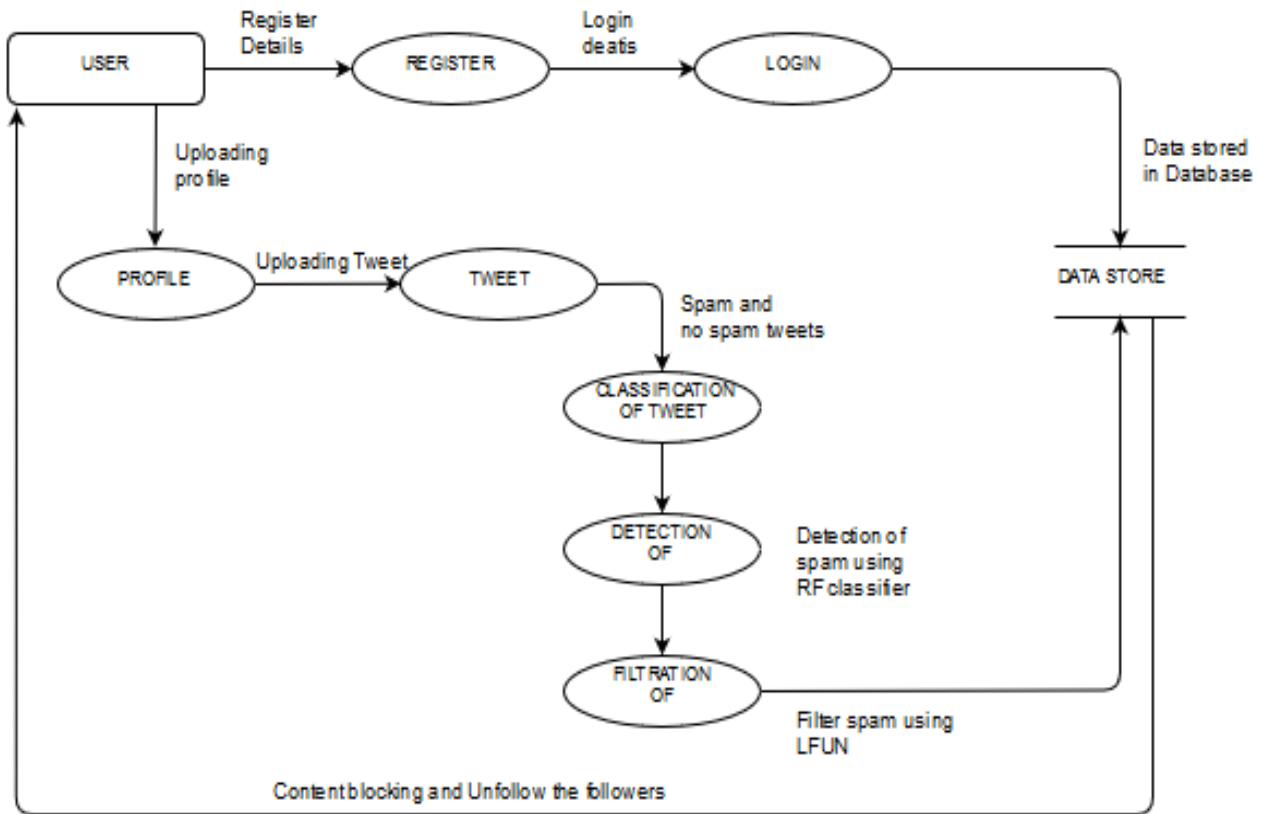 Register
Details
Login
deatis
USER
REGISTER
LOGIN
Uploading
profile
Data stored
in Database
PROFILE
Uploading Tweet
TWEET
DATA STORE
Spam and
no spam tweets
CLASSIFICATION
OF TWEET
DETECTION
OF
Detection of
spam using
RF classifier
FILTRATION
OF
Filter spam using
LFUN
Content blocking and Unfollow the followers